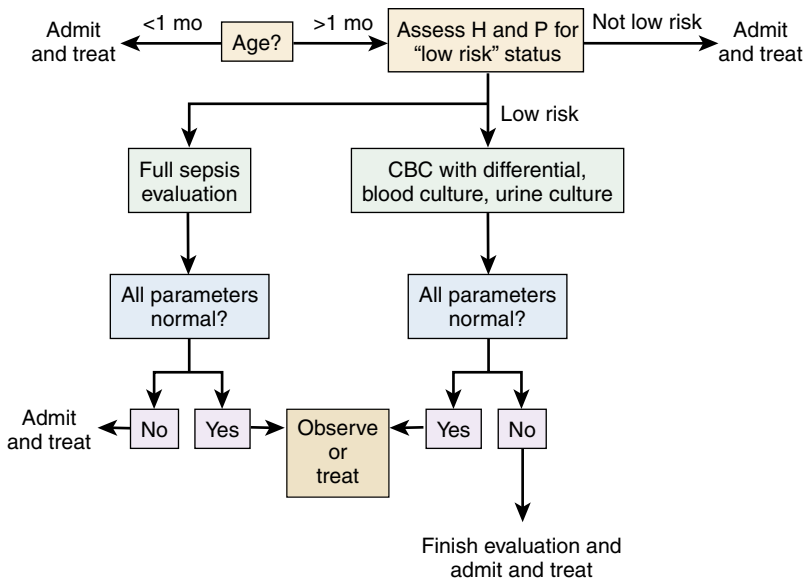 Admit
and treat
<1 mo
Age?
>1 mo
Assess H and P for
“low risk” status
Not low risk
Admit
and treat
Low risk
Full sepsis
evaluation
CBC with differential,
blood culture, urine culture
All parameters
normal?
All parameters
normal?
Admit
and treat
No
Yes
Observe
or
treat
Yes
No
Finish evaluation and
admit and treat